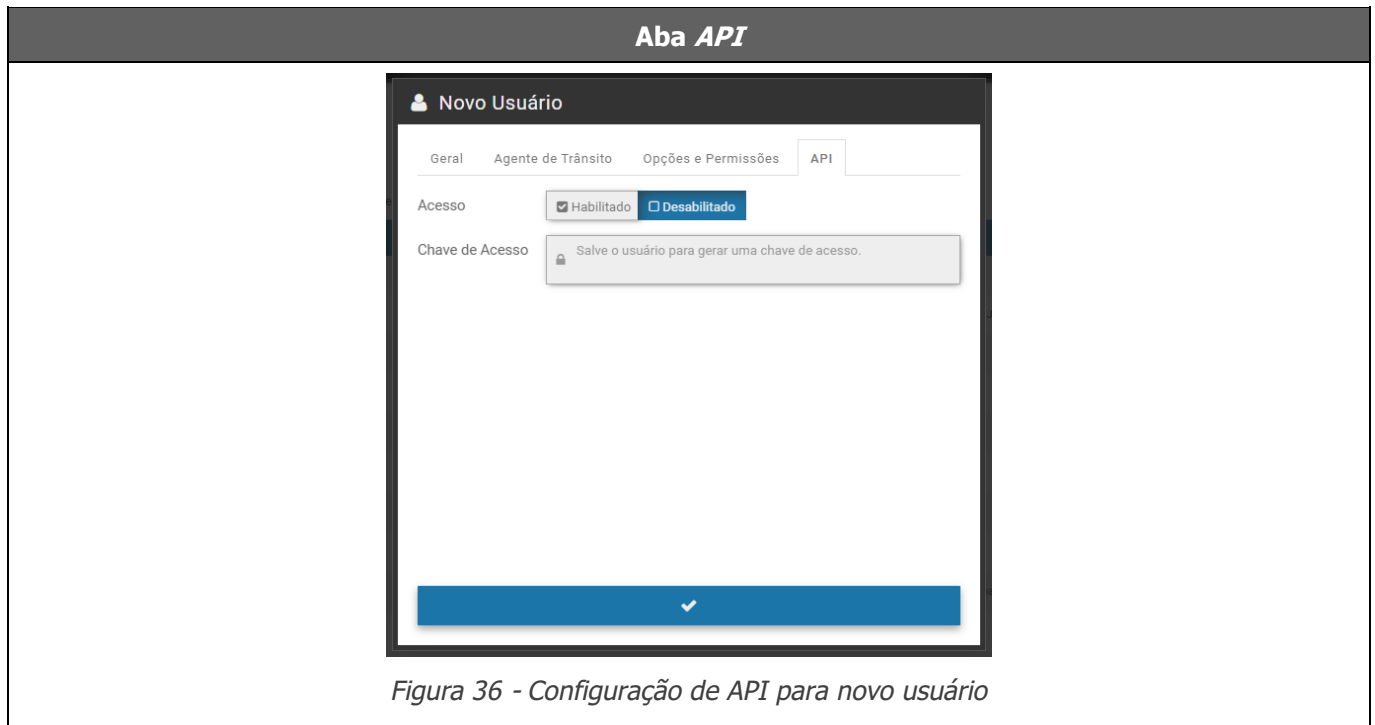 Aba API
Novo Usuário
Geral Agente de Trânsito Opções e Permissões API
Acesso Habilitado Desabilitado
Chave de Acesso Salve o usuário para gerar uma chave de acesso.
Figura 36 - Configuração de API para novo usuário